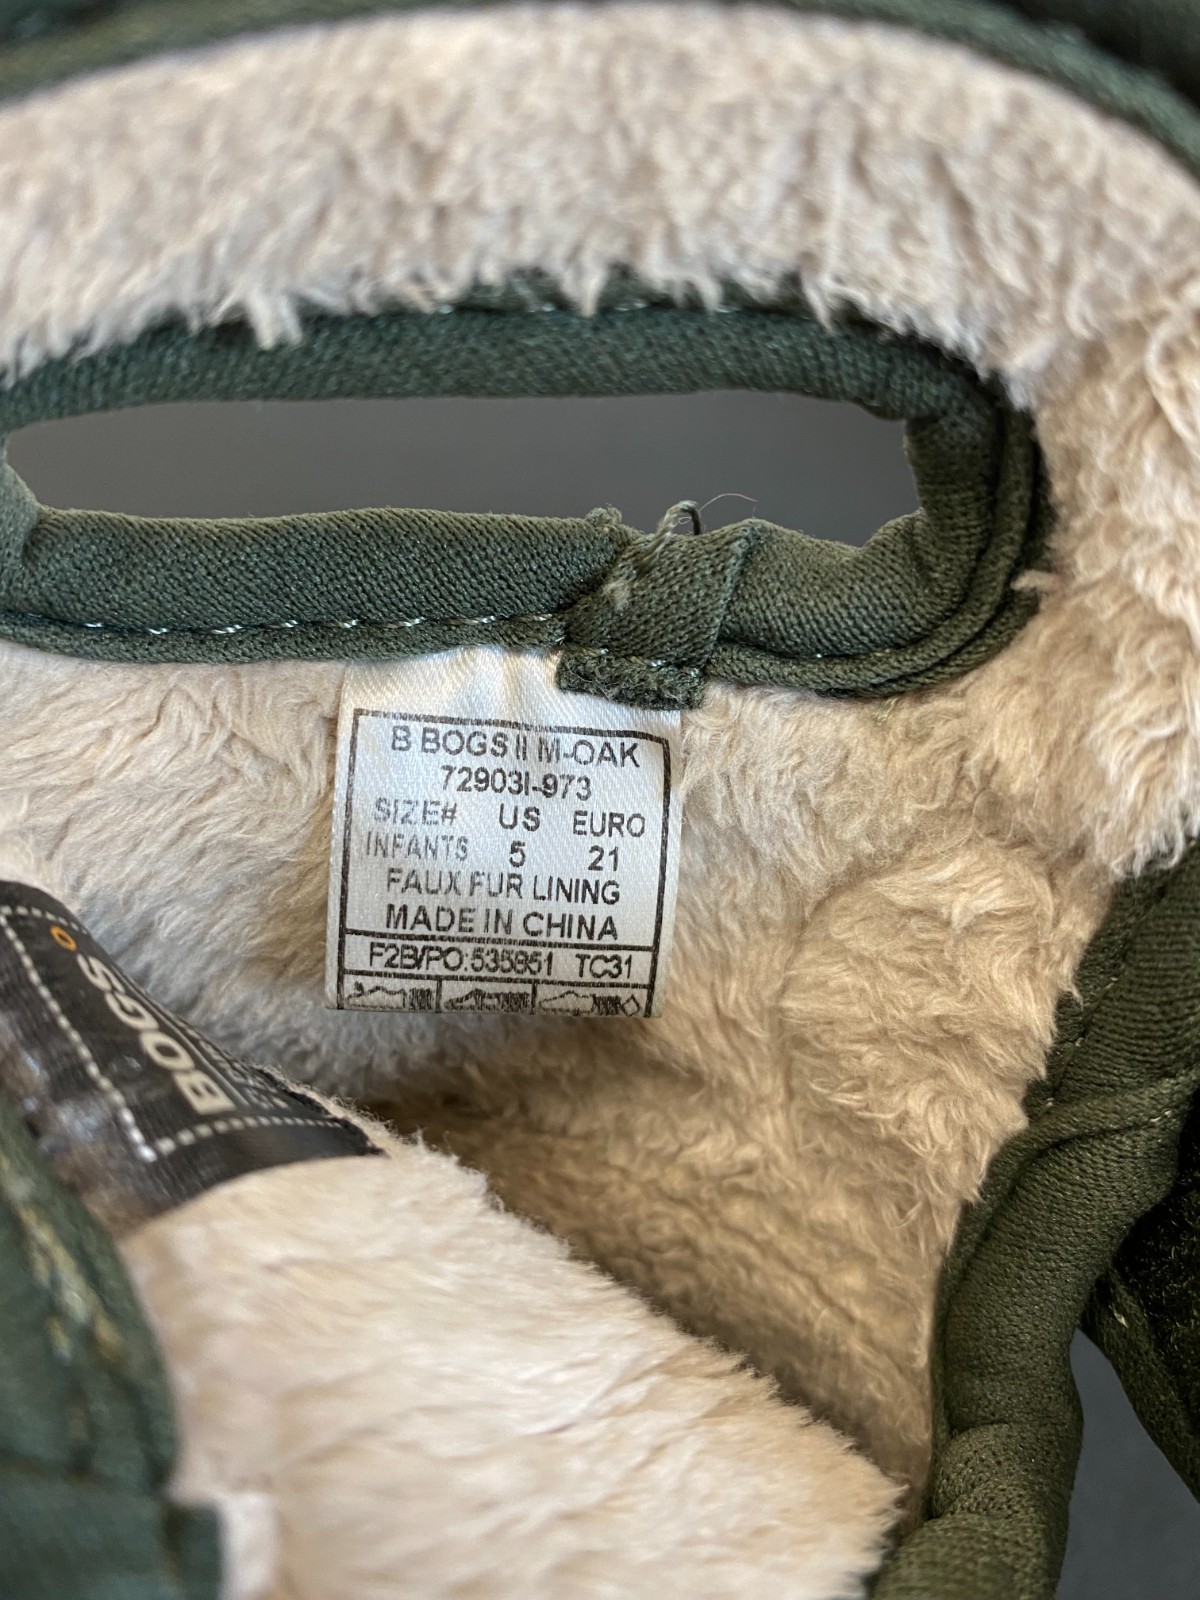 B BOGS II M-OAK
72903I-973
SIZE# US EURO
INFANTS 5 21
FAUX FUR LINING
MADE IN CHINA
F2B/PO:535851 TC31
BOGS